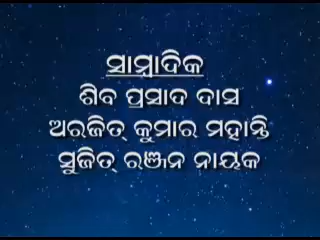 ସାମ୍ବାଦିକ
ଶିବ ପ୍ରସାଦ ଦାସ
ଅରଜିତ୍ କୁମାର ମହାନ୍ତି
ସୁଜିତ୍ ରଞ୍ଜନ ନାୟକ